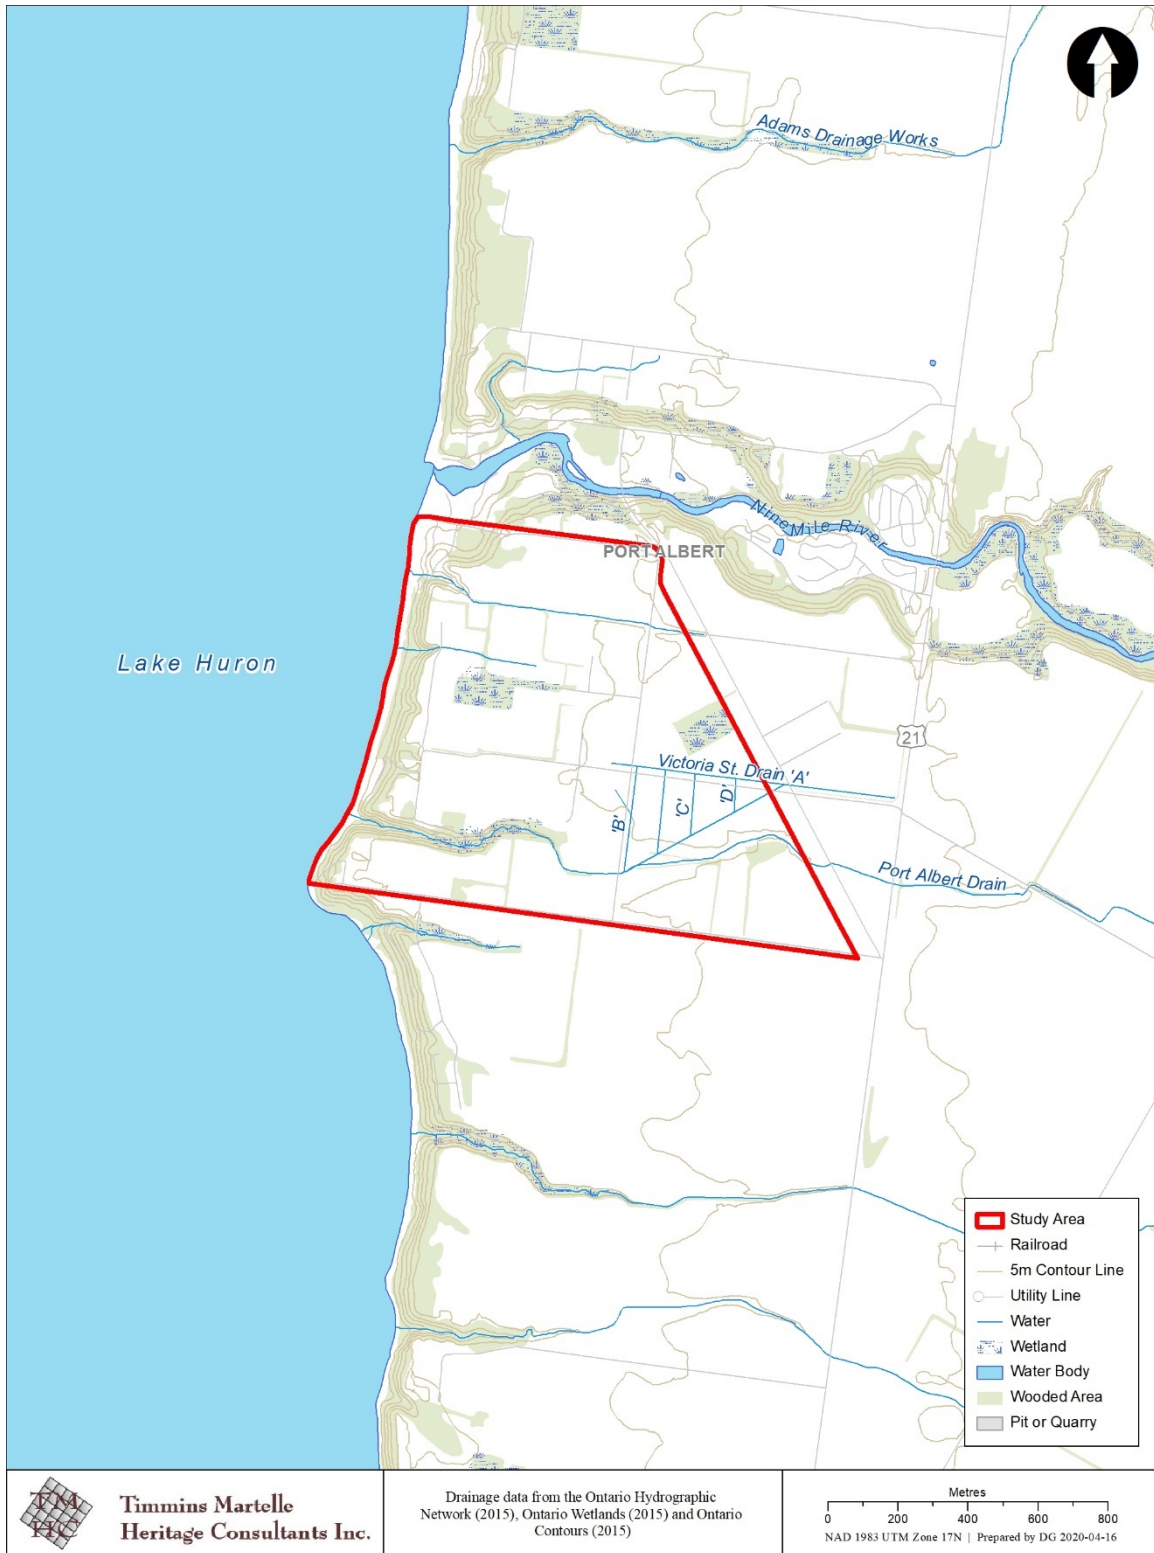 Adams Drainage Works
Nine Mile River
PORT ALBERT
Lake Huron
21
Victoria St. Drain 'A'
'B'
'C'
'D'
Port Albert Drain
Study Area
Railroad
5m Contour Line
Utility Line
Water
Wetland
Water Body
Wooded Area
Pit or Quarry
TM
HC
Timmins Martelle
Heritage Consultants Inc.
Drainage data from the Ontario Hydrographic
Network (2015), Ontario Wetlands (2015) and Ontario
Contours (2015)
Metres
0 200 400 600 800
NAD 1983 UTM Zone 17N | Prepared by DG 2020-04-16